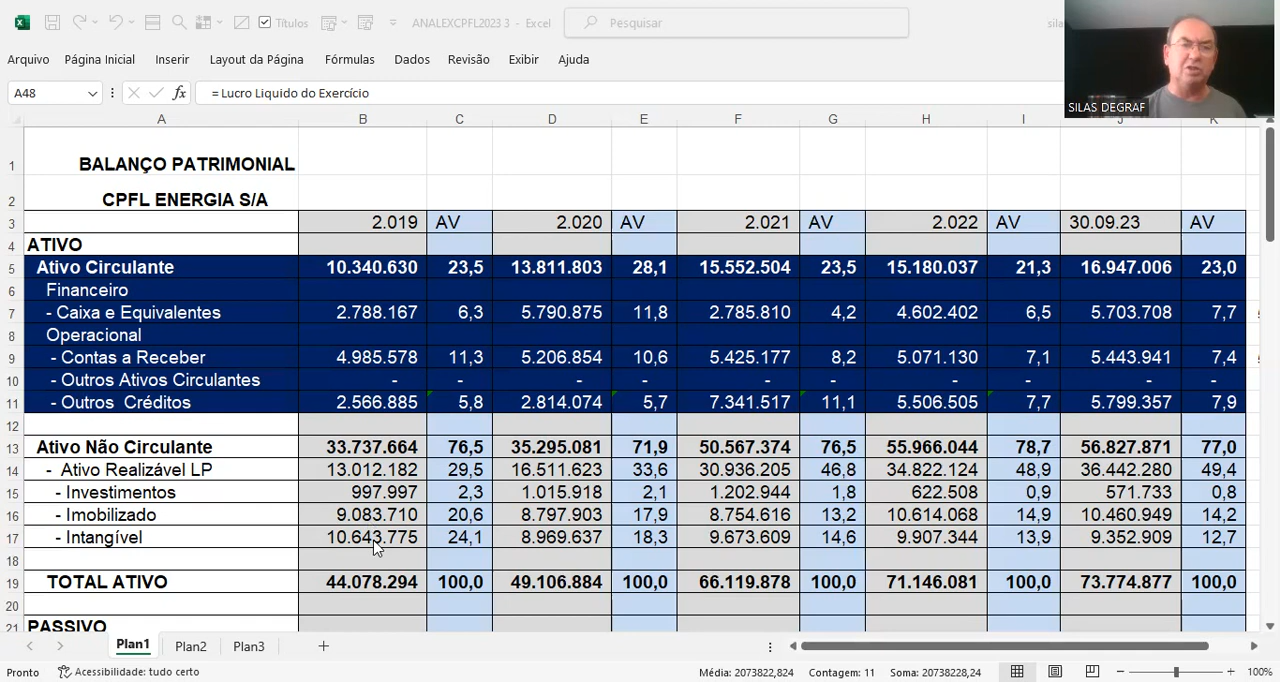 Títulos ANALEXCPFL2023 3 - Excel Pesquisar silas
Arquivo Página Inicial Inserir Layout da Página Fórmulas Dados Revisão Exibir Ajuda
A48 fx = Lucro Liquido do Exercício
SILAS DEGRAF
A B C D E F G H I J K
1 BALANÇO PATRIMONIAL
2 CPFL ENERGIA S/A
3 2.019 AV 2.020 AV 2.021 AV 2.022 AV 30.09.23 AV
4 ATIVO
5 Ativo Circulante 10.340.630 23,5 13.811.803 28,1 15.552.504 23,5 15.180.037 21,3 16.947.006 23,0
6 Financeiro
7 - Caixa e Equivalentes 2.788.167 6,3 5.790.875 11,8 2.785.810 4,2 4.602.402 6,5 5.703.708 7,7
8 Operacional
9 - Contas a Receber 4.985.578 11,3 5.206.854 10,6 5.425.177 8,2 5.071.130 7,1 5.443.941 7,4
10 - Outros Ativos Circulantes - - - - - - - - - -
11 - Outros Créditos 2.566.885 5,8 2.814.074 5,7 7.341.517 11,1 5.506.505 7,7 5.799.357 7,9
12
13 Ativo Não Circulante 33.737.664 76,5 35.295.081 71,9 50.567.374 76,5 55.966.044 78,7 56.827.871 77,0
14 - Ativo Realizável LP 13.012.182 29,5 16.511.623 33,6 30.936.205 46,8 34.822.124 48,9 36.442.280 49,4
15 - Investimentos 997.997 2,3 1.015.918 2,1 1.202.944 1,8 622.508 0,9 571.733 0,8
16 - Imobilizado 9.083.710 20,6 8.797.903 17,9 8.754.616 13,2 10.614.068 14,9 10.460.949 14,2
17 - Intangível 10.643.775 24,1 8.969.637 18,3 9.673.609 14,6 9.907.344 13,9 9.352.909 12,7
18
19 TOTAL ATIVO 44.078.294 100,0 49.106.884 100,0 66.119.878 100,0 71.146.081 100,0 73.774.877 100,0
20
21 PASSIVO
Plan1 Plan2 Plan3
Pronto Acessibilidade: tudo certo Média: 2073822,824 Contagem: 11 Soma: 20738228,24 100%